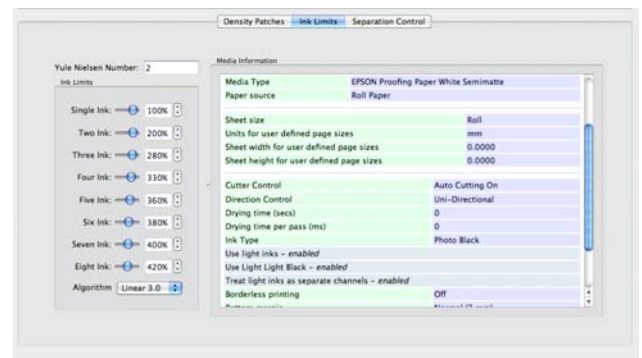 Density Patches Ink Limits Separation Control
Yule Nielsen Number: 2
Ink Limits
Single Ink: 100%
Two Ink: 200%
Three Ink: 280%
Four Ink: 330%
Five Ink: 360%
Six Ink: 380%
Seven Ink: 400%
Eight Ink: 420%
Algorithm Linear 3.0
Media Information
Media Type EPSON Proofing Paper White Semimatte
Paper source Roll Paper
Sheet size Roll
Units for user defined page sizes mm
Sheet width for user defined page sizes 0.0000
Sheet height for user defined page sizes 0.0000
Cutter Control Auto Cutting On
Direction Control Uni-Directional
Drying time (secs) 0
Drying time per pass (ms) 0
Ink Type Photo Black
Use light inks - enabled
Use Light Light Black - enabled
Treat light inks as separate channels - enabled
Borderless printing Off